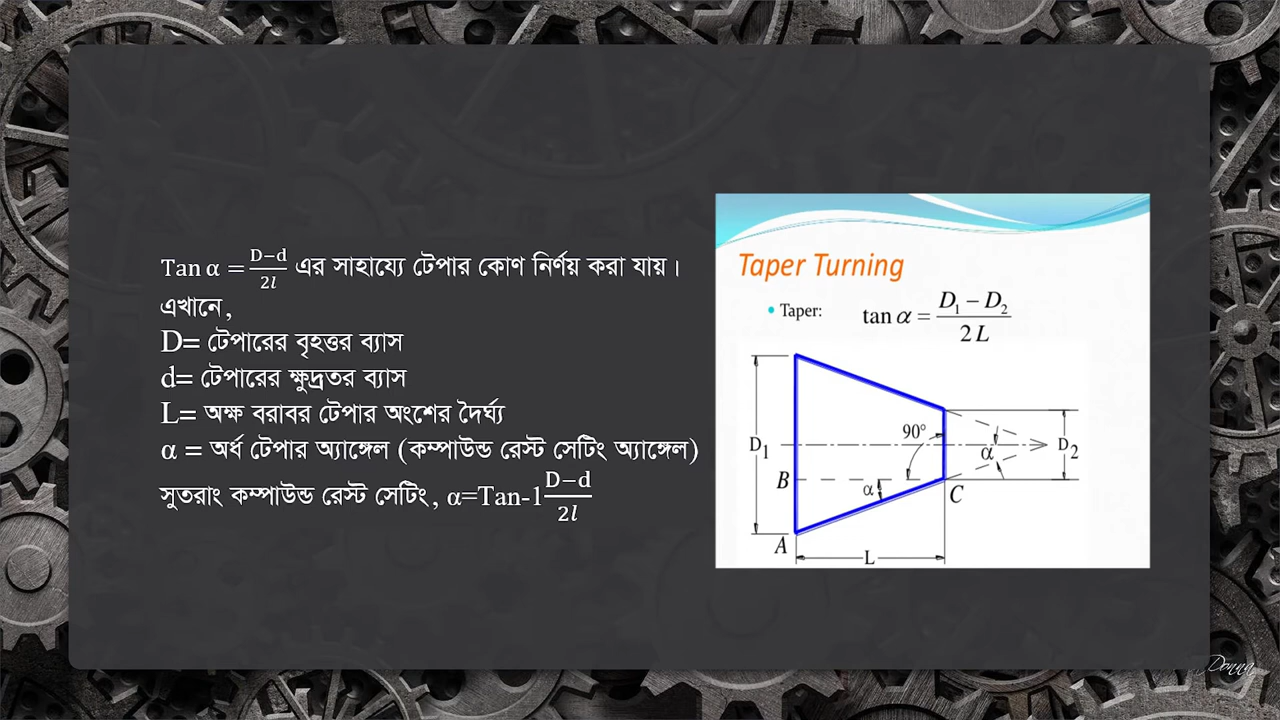 Tan α = D−d/2l এর সাহায্যে টেপার কোণ নির্ণয় করা যায়।
এখানে,
D= টেপারের বৃহত্তর ব্যাস
d= টেপারের ক্ষুদ্রতর ব্যাস
L= অক্ষ বরাবর টেপার অংশের দৈর্ঘ্য
α = অর্ধ টেপার অ্যাঙ্গেল (কম্পাউন্ড রেস্ট সেটিং অ্যাঙ্গেল)
সুতরাং কম্পাউন্ড রেস্ট সেটিং, α=Tan-1 D−d/2l
Taper Turning
• Taper: tan α = D₁ − D₂/2 L
D₁
90°
α
D₂
B
α
C
A
L
Donna